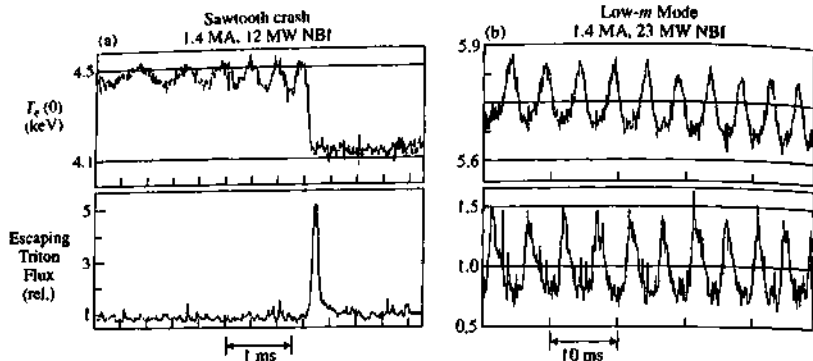 Sawtooth crash
1.4 MA, 12 MW NBI
(a)
4.5
T_e (0)
(keV)
4.1
5
Escaping
Triton
Flux
(rel.)
3
1
1 ms
Low-m Mode
1.4 MA, 23 MW NBI
(b)
5.9
5.6
1.5
1.0
0.5
10 ms